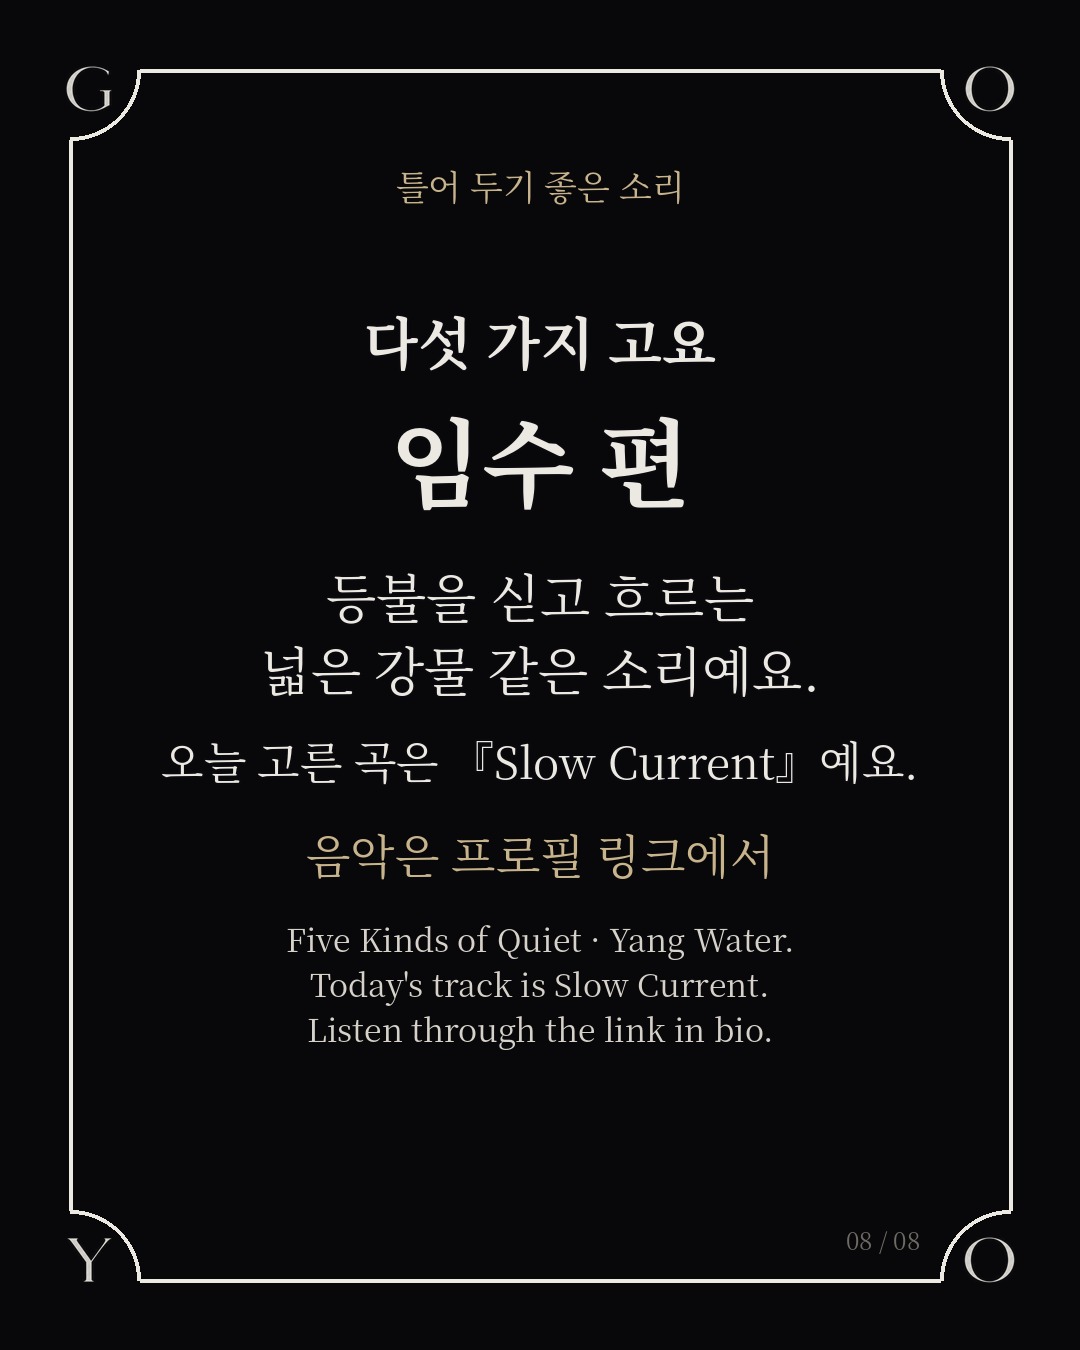 G O
틀어 두기 좋은 소리
다섯 가지 고요
임수 편
등불을 싣고 흐르는
넓은 강물 같은 소리예요.
오늘 고른 곡은 『Slow Current』예요.
음악은 프로필 링크에서
Five Kinds of Quiet · Yang Water.
Today's track is Slow Current.
Listen through the link in bio.
08 / 08
Y O